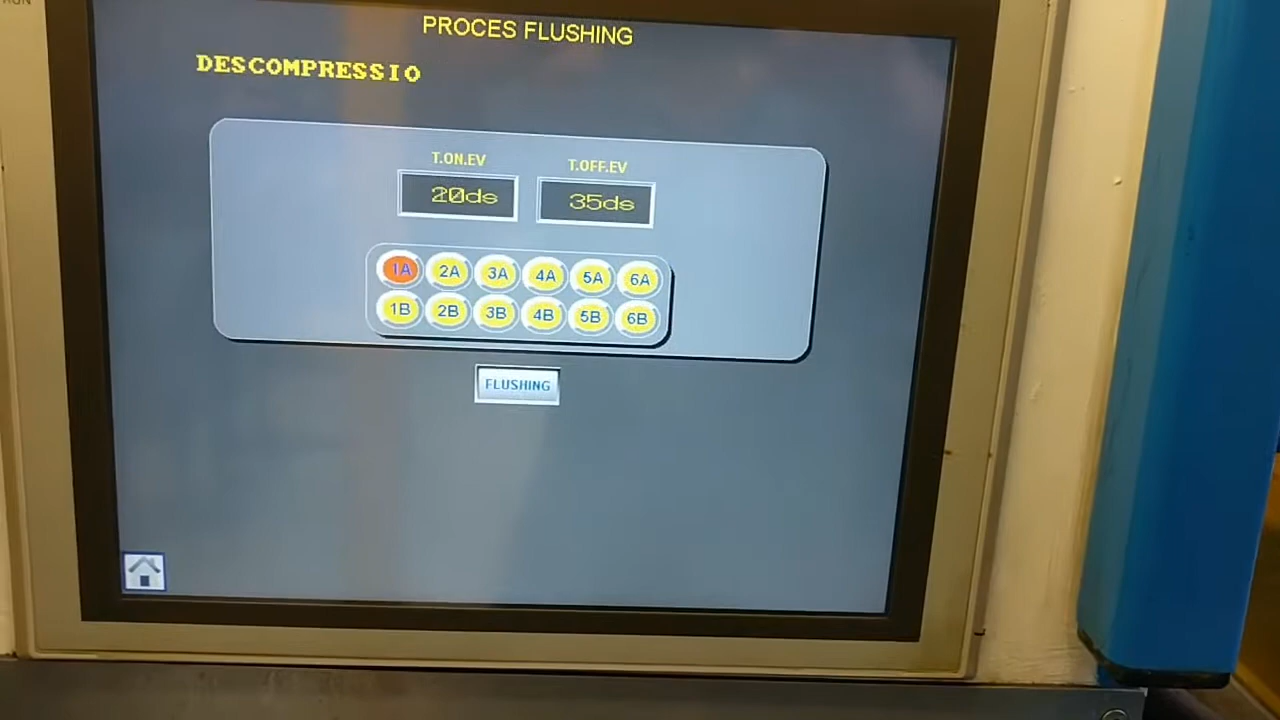 PROCES FLUSHING
DESCOMPRESSIO
T.ON.EV T.OFF.EV
20ds 35ds
1A 2A 3A 4A 5A 6A
1B 2B 3B 4B 5B 6B
FLUSHING